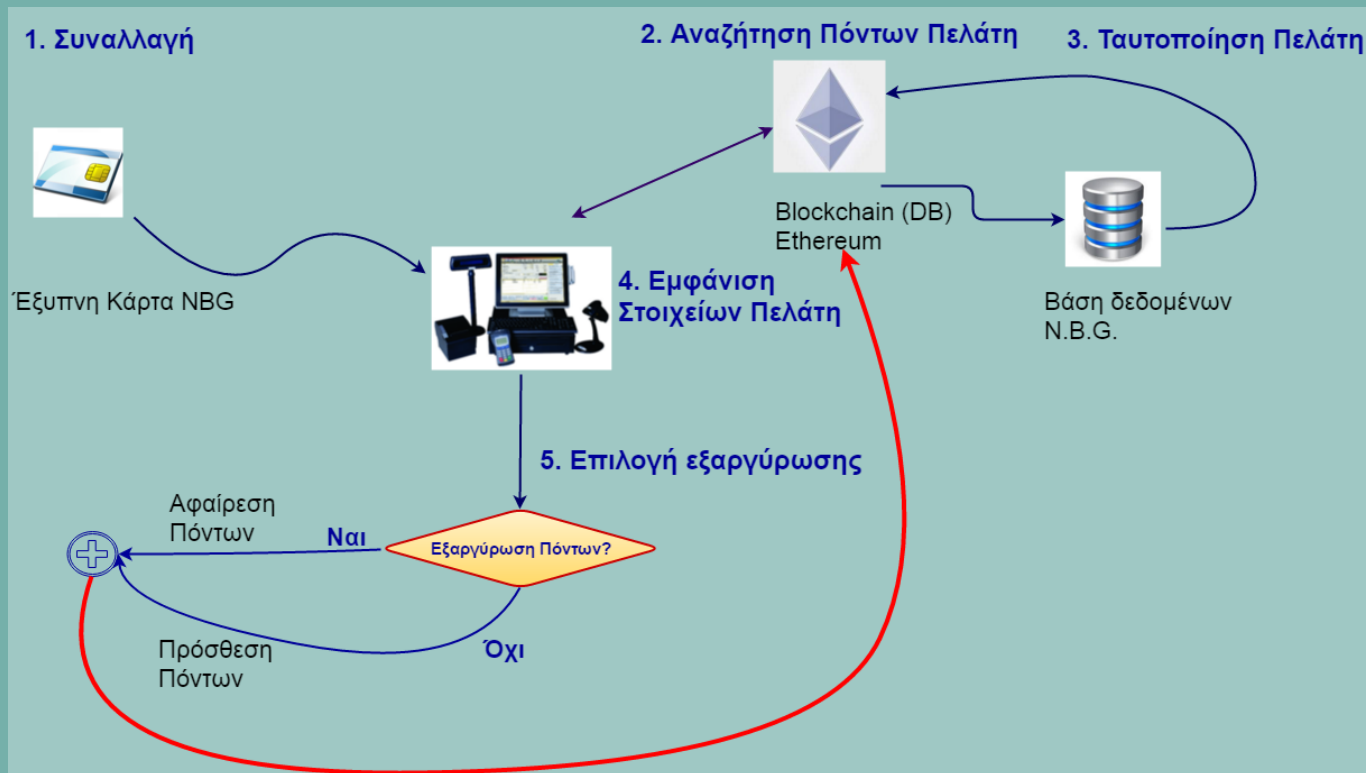 1. Συναλλαγή
2. Αναζήτηση Πόντων Πελάτη
3. Ταυτοποίηση Πελάτη
Έξυπνη Κάρτα NBG
Blockchain (DB)
Ethereum
Βάση δεδομένων
N.B.G.
4. Εμφάνιση
Στοιχείων Πελάτη
5. Επιλογή εξαργύρωσης
Αφαίρεση
Πόντων
Ναι
Εξαργύρωση Πόντων?
Πρόσθεση
Πόντων
Όχι